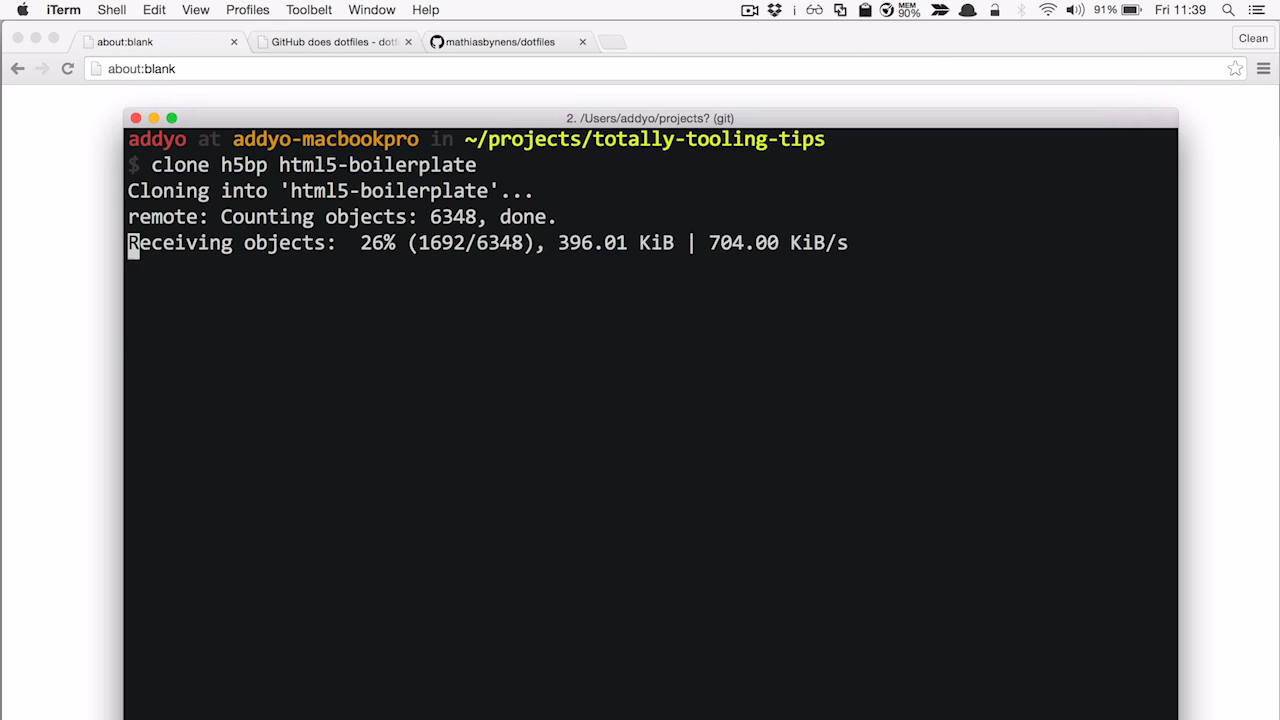 iTerm Shell Edit View Profiles Toolbelt Window Help MEM 90% 91% Fri 11:39
about:blank GitHub does dotfiles - dotf mathiasbynens/dotfiles Clean
about:blank
2. /Users/addyo/projects? (git)
addyo at addyo-macbookpro in ~/projects/totally-tooling-tips
$ clone h5bp html5-boilerplate
Cloning into 'html5-boilerplate'...
remote: Counting objects: 6348, done.
Receiving objects:  26% (1692/6348), 396.01 KiB | 704.00 KiB/s